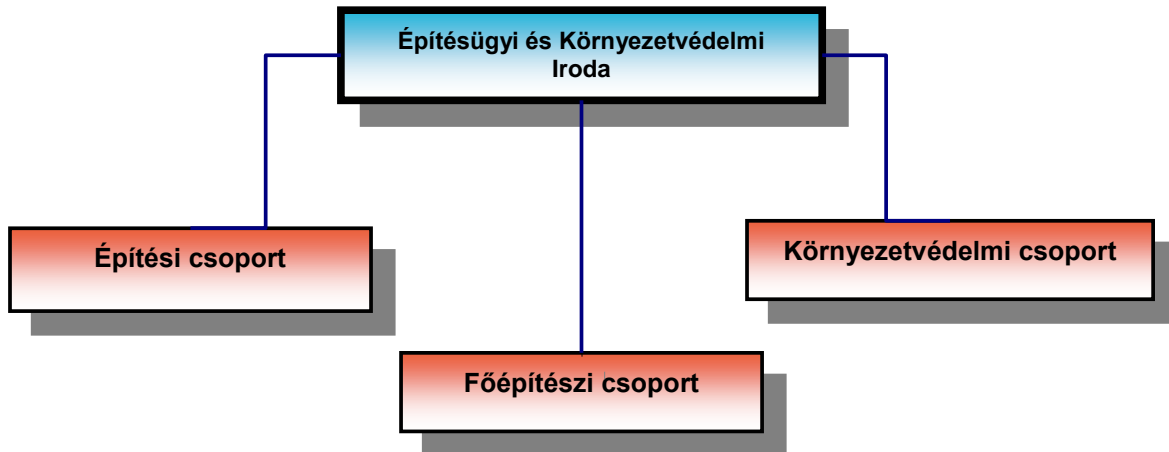 Építésügyi és Környezetvédelmi
Iroda
Építési csoport
Környezetvédelmi csoport
Főépítészi csoport